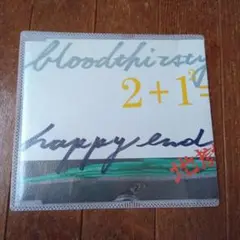 bloodthirsty
2+1=
happy end